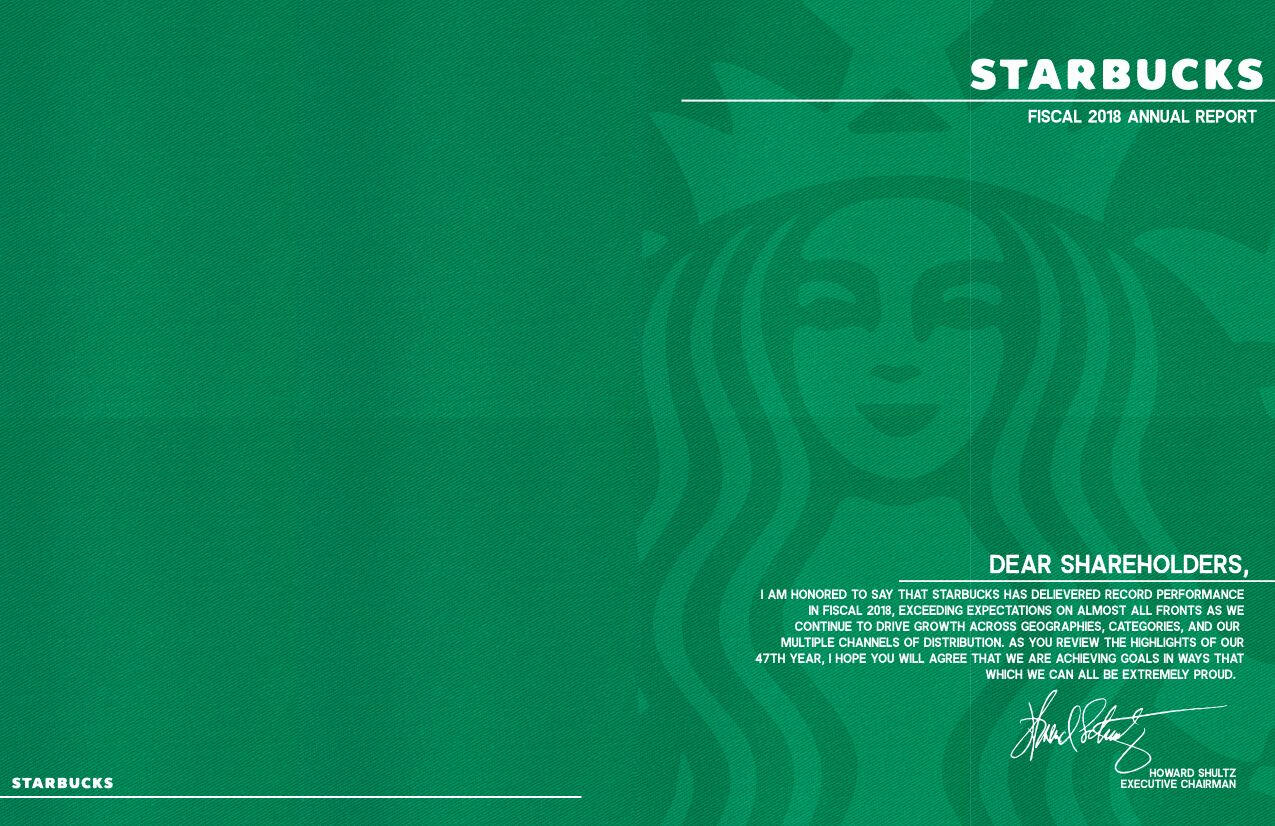 STARBUCKS
FISCAL 2018 ANNUAL REPORT
DEAR SHAREHOLDERS,
I AM HONORED TO SAY THAT STARBUCKS HAS DELIEVERED RECORD PERFORMANCE
IN FISCAL 2018, EXCEEDING EXPECTATIONS ON ALMOST ALL FRONTS AS WE
CONTINUE TO DRIVE GROWTH ACROSS GEOGRAPHIES, CATEGORIES, AND OUR
MULTIPLE CHANNELS OF DISTRIBUTION. AS YOU REVIEW THE HIGHLIGHTS OF OUR
47TH YEAR, I HOPE YOU WILL AGREE THAT WE ARE ACHIEVING GOALS IN WAYS THAT
WHICH WE CAN ALL BE EXTREMELY PROUD.
HOWARD SHULTZ
EXECUTIVE CHAIRMAN
STARBUCKS